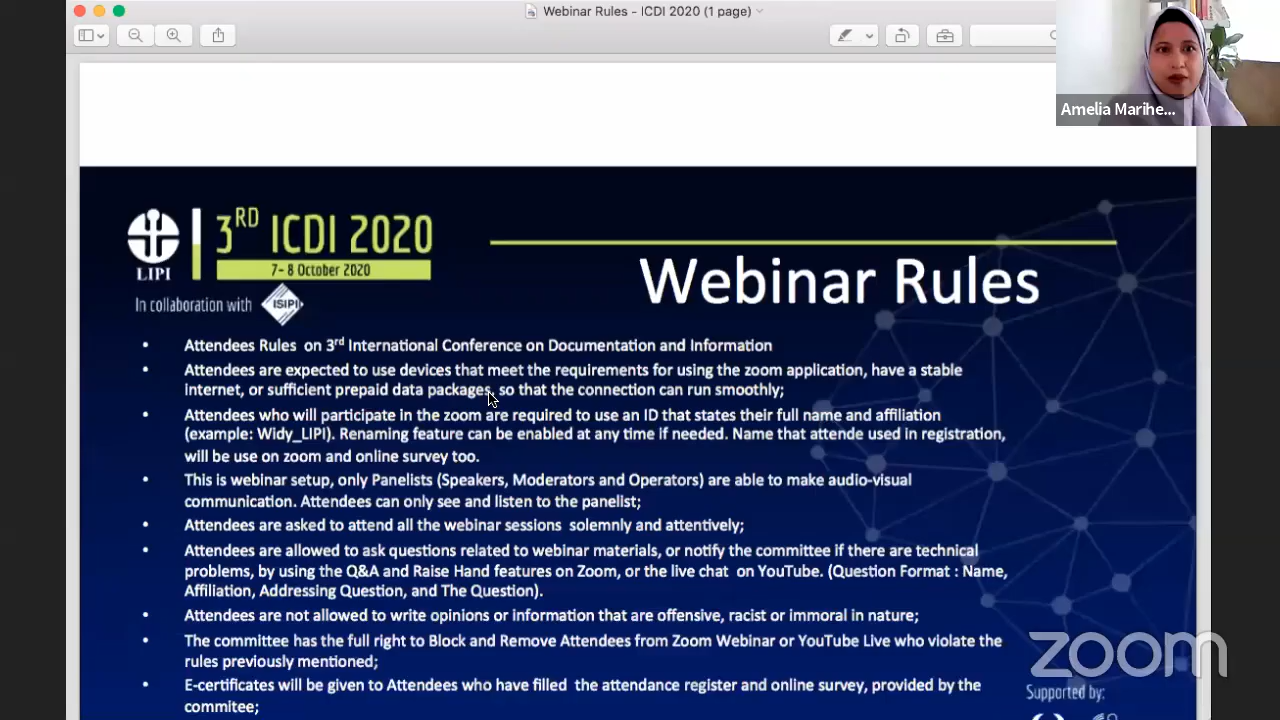 Webinar Rules - ICDI 2020 (1 page)
Amelia Marihe...
3RD ICDI 2020
7- 8 October 2020
LIPI
In collaboration with ISIPI
Webinar Rules
• Attendees Rules on 3rd International Conference on Documentation and Information
• Attendees are expected to use devices that meet the requirements for using the zoom application, have a stable
internet, or sufficient prepaid data packages, so that the connection can run smoothly;
• Attendees who will participate in the zoom are required to use an ID that states their full name and affiliation
(example: Widy_LIPI). Renaming feature can be enabled at any time if needed. Name that attende used in registration,
will be use on zoom and online survey too.
• This is webinar setup, only Panelists (Speakers, Moderators and Operators) are able to make audio-visual
communication. Attendees can only see and listen to the panelist;
• Attendees are asked to attend all the webinar sessions solemnly and attentively;
• Attendees are allowed to ask questions related to webinar materials, or notify the committee if there are technical
problems, by using the Q&A and Raise Hand features on Zoom, or the live chat on YouTube. (Question Format : Name,
Affiliation, Addressing Question, and The Question).
• Attendees are not allowed to write opinions or information that are offensive, racist or immoral in nature;
• The committee has the full right to Block and Remove Attendees from Zoom Webinar or YouTube Live who violate the
rules previously mentioned;
• E-certificates will be given to Attendees who have filled the attendance register and online survey, provided by the
commitee;
zoom
Supported by: